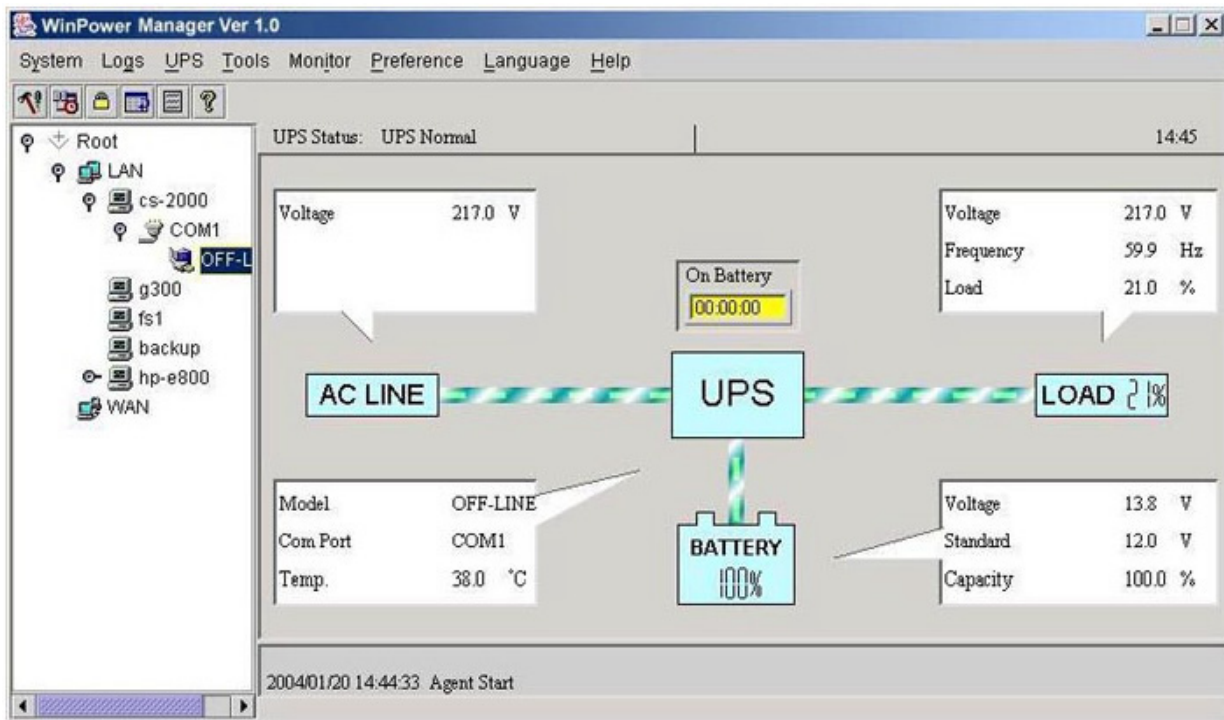 WinPower Manager Ver 1.0
System Logs UPS Tools Monitor Preference Language Help
Root
LAN
cs-2000
COM1
OFF-L
g300
fs1
backup
hp-e800
WAN
UPS Status: UPS Normal
14:45
Voltage 217.0 V
On Battery
00:00:00
Voltage 217.0 V
Frequency 59.9 Hz
Load 21.0 %
AC LINE
UPS
LOAD 21%
Model OFF-LINE
Com Port COM1
Temp. 38.0 °C
BATTERY
100%
Voltage 13.8 V
Standard 12.0 V
Capacity 100.0 %
2004/01/20 14:44:33 Agent Start